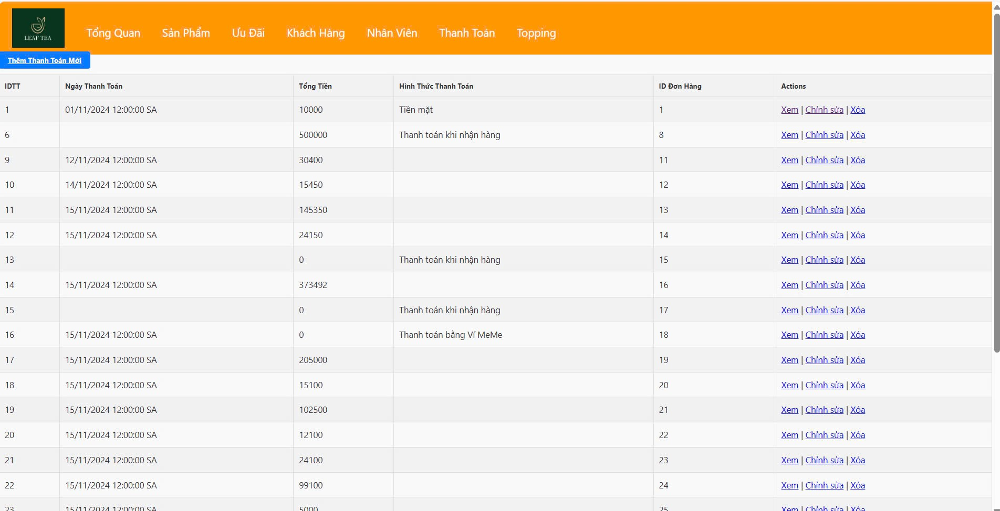 LEAF TEA
Tổng Quan Sản Phẩm Ưu Đãi Khách Hàng Nhân Viên Thanh Toán Topping
Thêm Thanh Toán Mới
IDTT Ngày Thanh Toán Tổng Tiền Hình Thức Thanh Toán ID Đơn Hàng Actions
1 01/11/2024 12:00:00 SA 10000 Tiền mặt 1 Xem | Chỉnh sửa | Xóa
6 500000 Thanh toán khi nhận hàng 8 Xem | Chỉnh sửa | Xóa
9 12/11/2024 12:00:00 SA 30400 11 Xem | Chỉnh sửa | Xóa
10 14/11/2024 12:00:00 SA 15450 12 Xem | Chỉnh sửa | Xóa
11 15/11/2024 12:00:00 SA 145350 13 Xem | Chỉnh sửa | Xóa
12 15/11/2024 12:00:00 SA 24150 14 Xem | Chỉnh sửa | Xóa
13 0 Thanh toán khi nhận hàng 15 Xem | Chỉnh sửa | Xóa
14 15/11/2024 12:00:00 SA 373492 16 Xem | Chỉnh sửa | Xóa
15 0 Thanh toán khi nhận hàng 17 Xem | Chỉnh sửa | Xóa
16 15/11/2024 12:00:00 SA 0 Thanh toán bằng Ví MeMe 18 Xem | Chỉnh sửa | Xóa
17 15/11/2024 12:00:00 SA 205000 19 Xem | Chỉnh sửa | Xóa
18 15/11/2024 12:00:00 SA 15100 20 Xem | Chỉnh sửa | Xóa
19 15/11/2024 12:00:00 SA 102500 21 Xem | Chỉnh sửa | Xóa
20 15/11/2024 12:00:00 SA 12100 22 Xem | Chỉnh sửa | Xóa
21 15/11/2024 12:00:00 SA 24100 23 Xem | Chỉnh sửa | Xóa
22 15/11/2024 12:00:00 SA 99100 24 Xem | Chỉnh sửa | Xóa
23 15/11/2024 12:00:00 SA 5000 25 Xem | Chỉnh sửa | Xóa